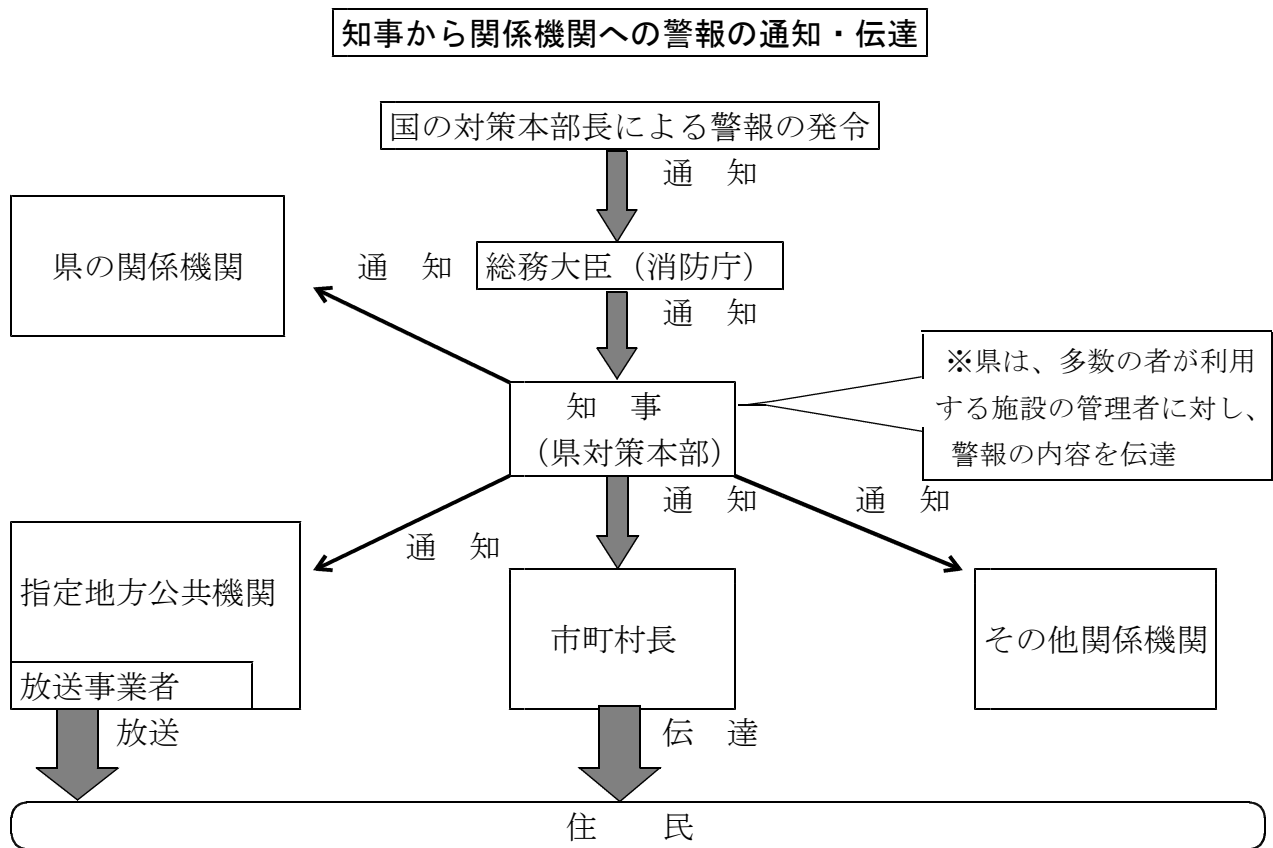 知事から関係機関への警報の通知・伝達
国の対策本部長による警報の発令
通　知
県の関係機関
通　知
総務大臣（消防庁）
通　知
※県は、多数の者が利用
する施設の管理者に対し、
警報の内容を伝達
知　事
（県対策本部）
通　知
通　知
通　知
指定地方公共機関
市町村長
その他関係機関
放送事業者
放送
伝　達
住　　民